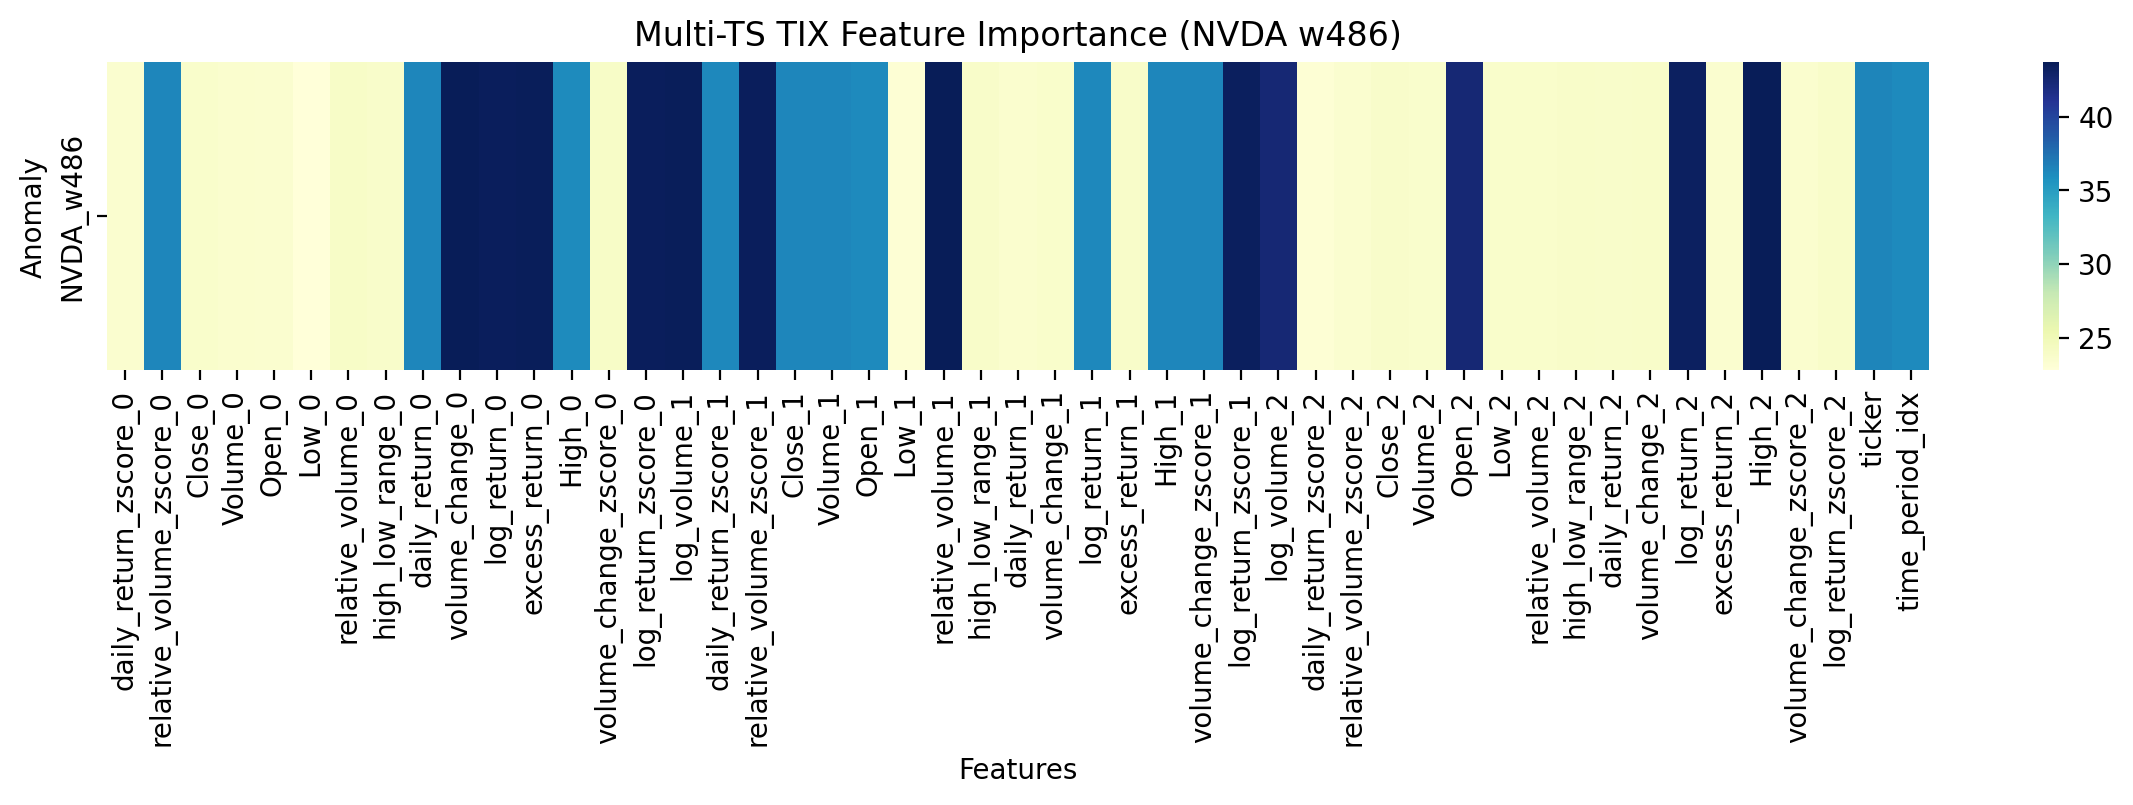 Multi-TS TIX Feature Importance (NVDA w486)
Anomaly
NVDA_w486
40
35
30
25
daily_return_zscore_0
relative_volume_zscore_0
Close_0
Volume_0
Open_0
Low_0
relative_volume_0
high_low_range_0
daily_return_0
volume_change_0
log_return_0
excess_return_0
High_0
volume_change_zscore_0
log_return_zscore_0
log_volume_1
daily_return_zscore_1
relative_volume_zscore_1
Close_1
Volume_1
Open_1
Low_1
relative_volume_1
high_low_range_1
daily_return_1
volume_change_1
log_return_1
excess_return_1
High_1
volume_change_zscore_1
log_return_zscore_1
log_volume_2
daily_return_zscore_2
relative_volume_zscore_2
Close_2
Volume_2
Open_2
Low_2
relative_volume_2
high_low_range_2
daily_return_2
volume_change_2
log_return_2
excess_return_2
High_2
volume_change_zscore_2
log_return_zscore_2
ticker
time_period_idx
Features